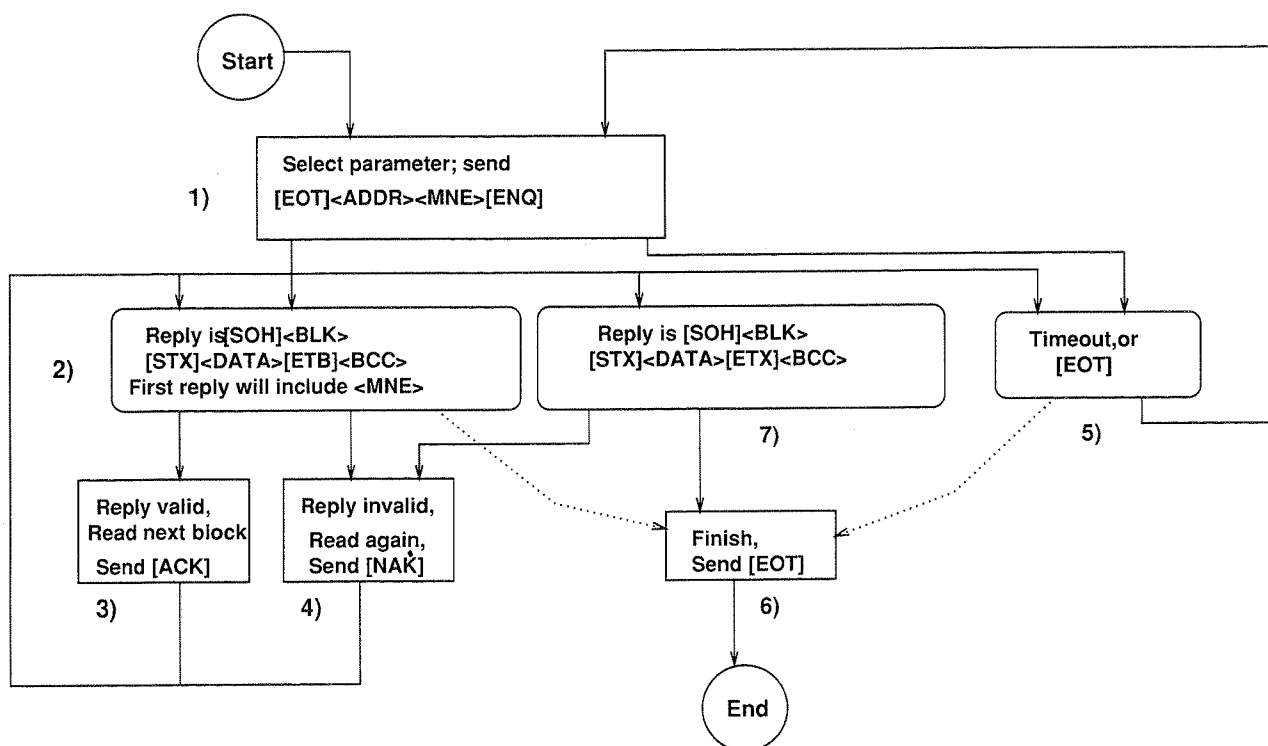 Start
Select parameter; send
1)
[EOT]<ADDR><MNE>[ENQ]
2)
Reply is[SOH]<BLK>
[STX]<DATA>[ETB]<BCC>
First reply will include <MNE>
Reply is [SOH]<BLK>
[STX]<DATA>[ETX]<BCC>
7)
Timeout,or
[EOT]
5)
Reply valid,
Read next block
Send [ACK]
3)
Reply invalid,
Read again,
Send [NAK]
4)
Finish,
Send [EOT]
6)
End